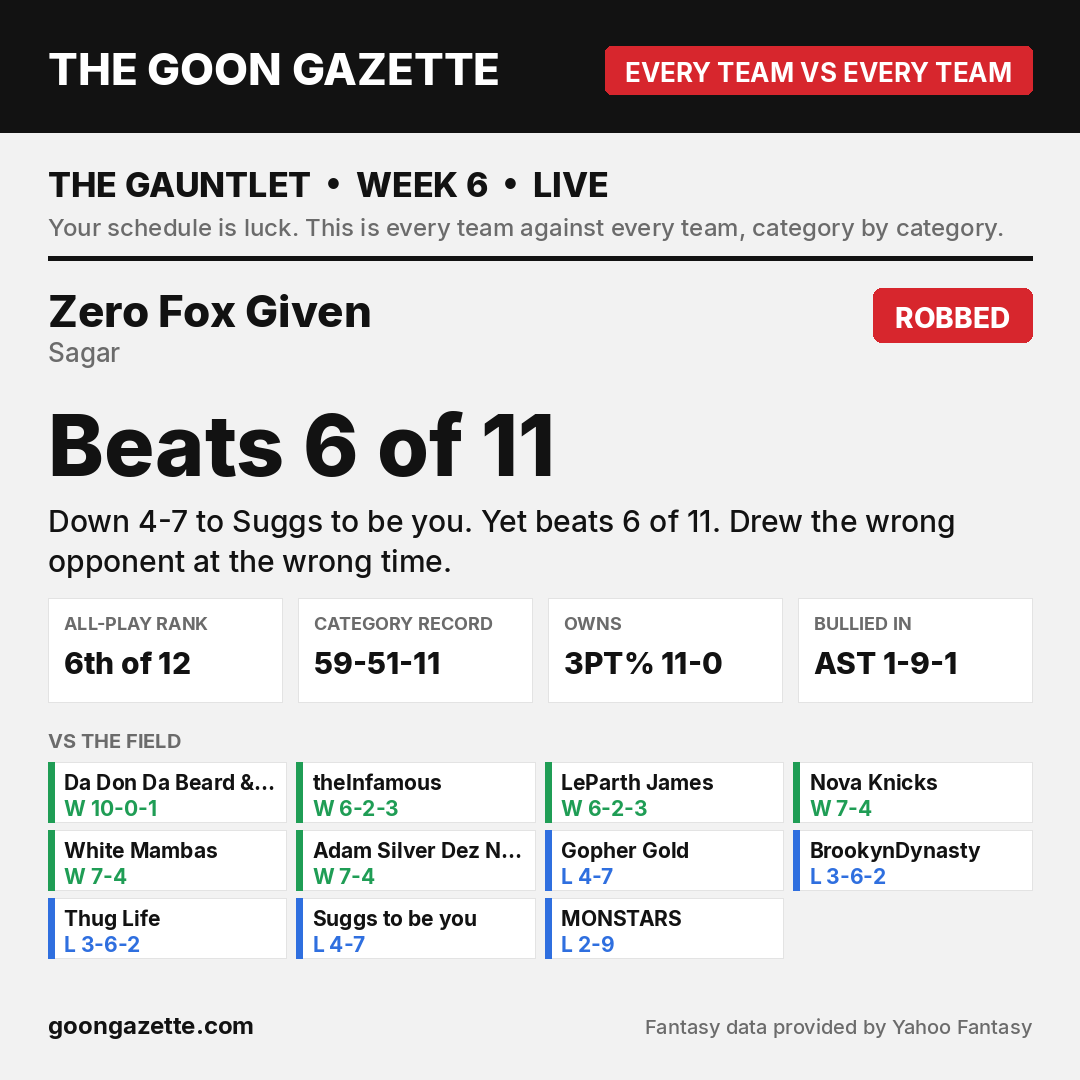 THE GOON GAZETTE
EVERY TEAM VS EVERY TEAM
THE GAUNTLET • WEEK 6 • LIVE
Your schedule is luck. This is every team against every team, category by category.
Zero Fox Given
ROBBED
Sagar
Beats 6 of 11
Down 4-7 to Suggs to be you. Yet beats 6 of 11. Drew the wrong
opponent at the wrong time.
ALL-PLAY RANK
6th of 12
CATEGORY RECORD
59-51-11
OWNS
3PT% 11-0
BULLIED IN
AST 1-9-1
VS THE FIELD
Da Don Da Beard &...
W 10-0-1
theInfamous
W 6-2-3
LeParth James
W 6-2-3
Nova Knicks
W 7-4
White Mambas
W 7-4
Adam Silver Dez N...
W 7-4
Gopher Gold
L 4-7
BrookynDynasty
L 3-6-2
Thug Life
L 3-6-2
Suggs to be you
L 4-7
MONSTARS
L 2-9
goongazette.com
Fantasy data provided by Yahoo Fantasy